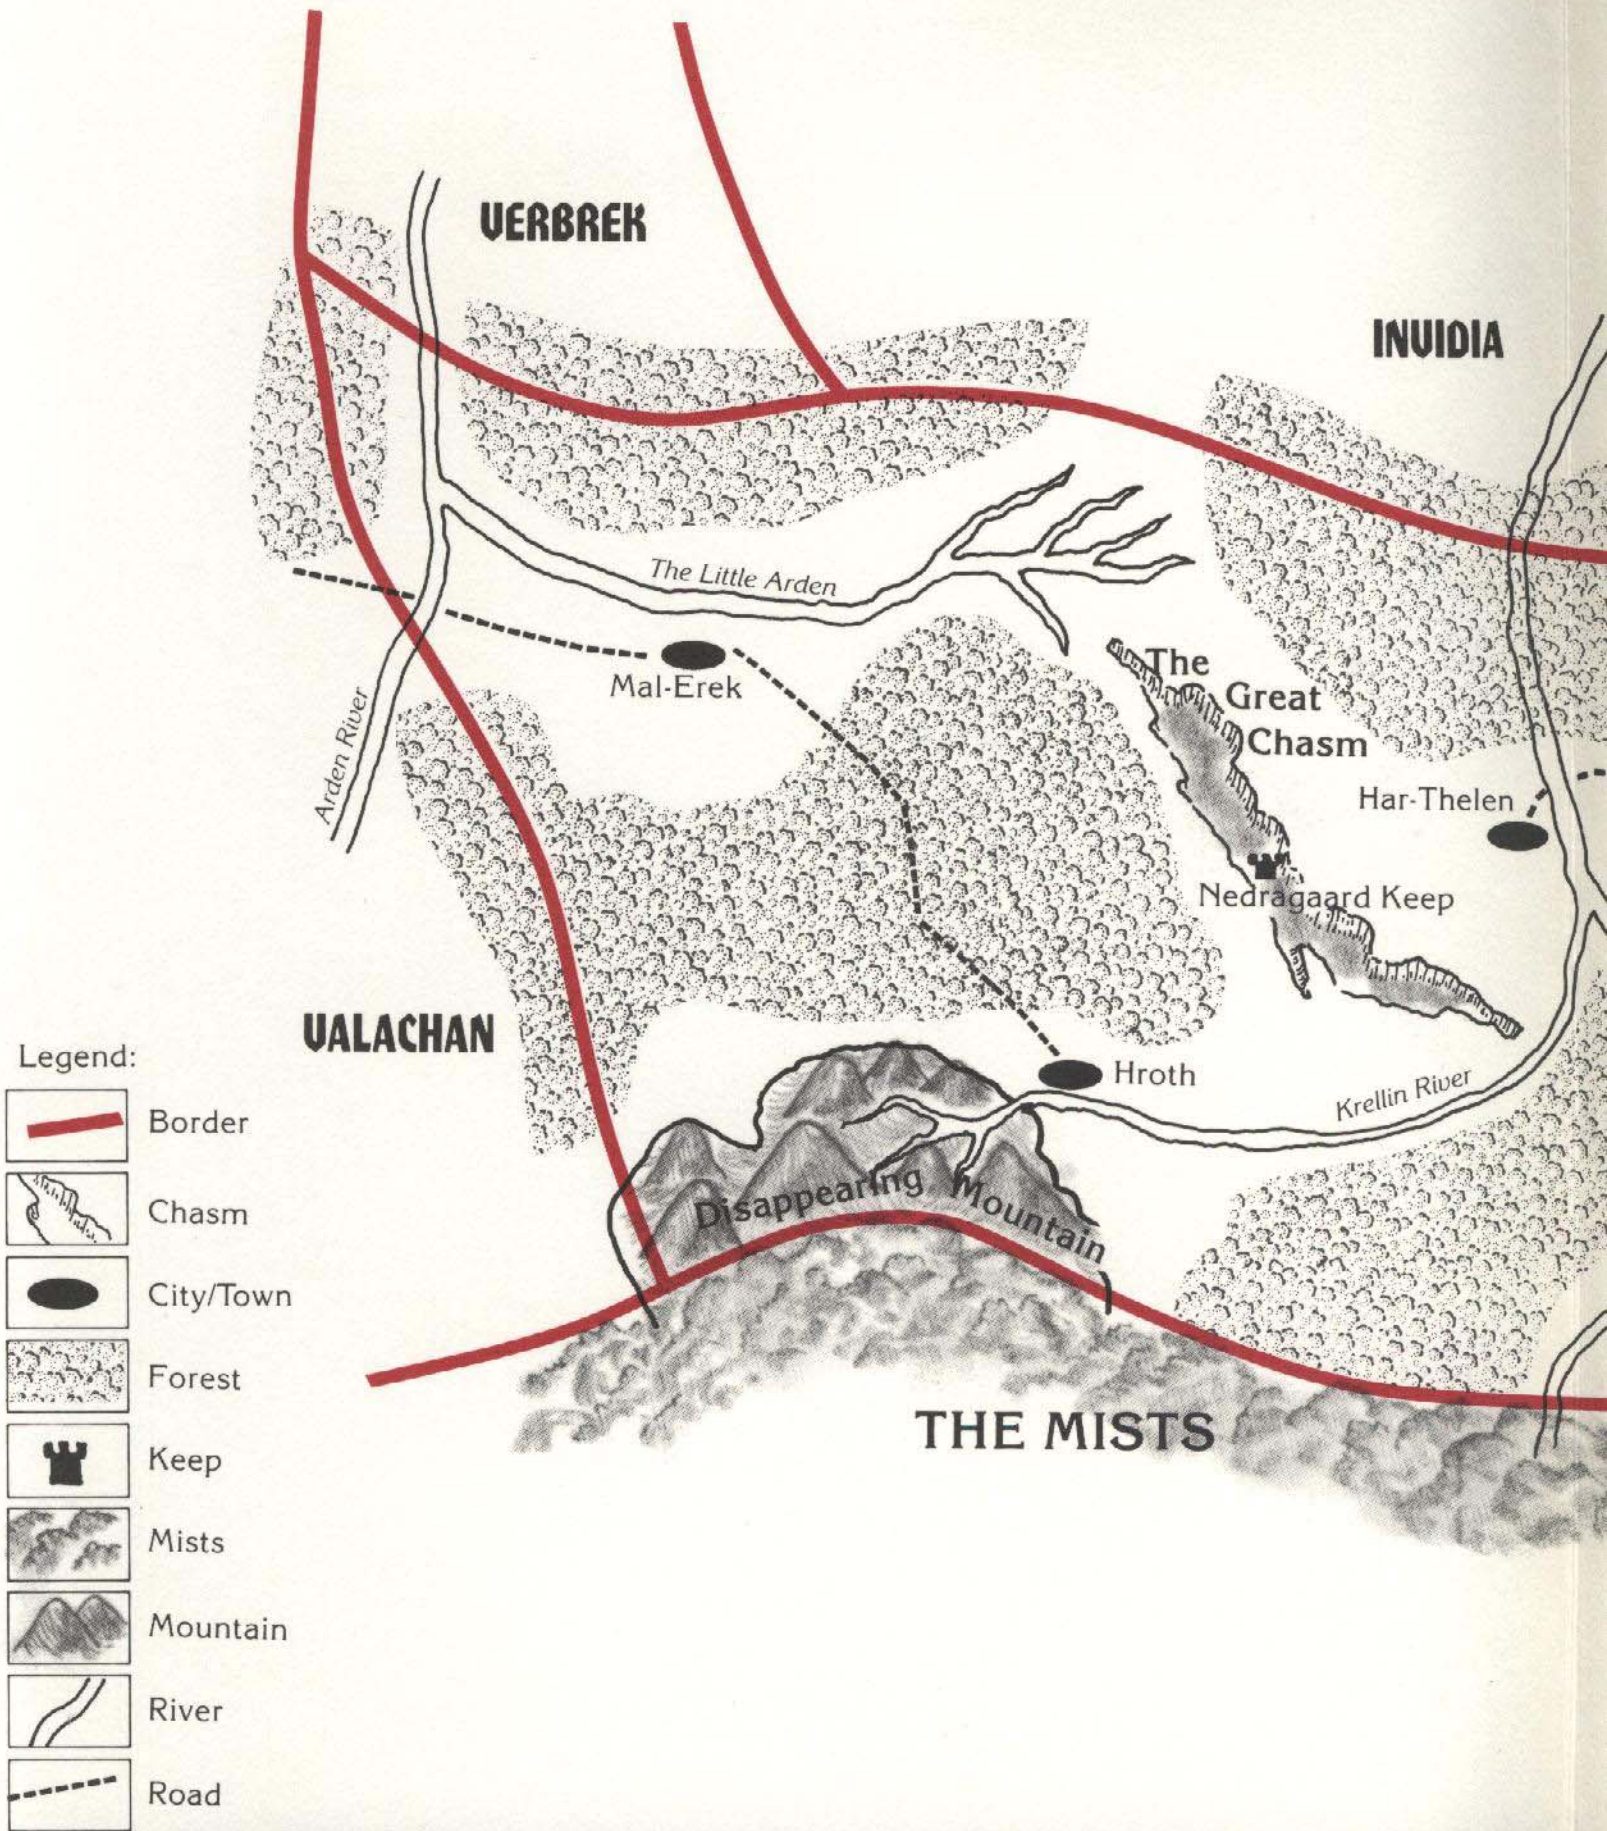 VERBREK
INVIDIA
The Little Arden
Mal-Erek
Arden River
The
Great
Chasm
Har-Thelen
Nedragaard Keep
VALACHAN
Hroth
Krellin River
Disappearing Mountain
THE MISTS
Legend:
Border
Chasm
City/Town
Forest
Keep
Mists
Mountain
River
Road